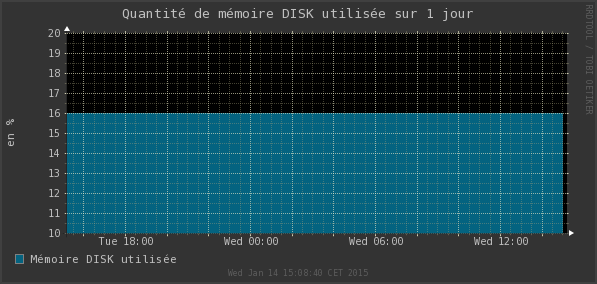 Quantité de mémoire DISK utilisée sur 1 jour
RRDTOOL / TOBI OETIKER
en %
20
19
18
17
16
15
14
13
12
11
10
Tue 18:00 Wed 00:00 Wed 06:00 Wed 12:00
Mémoire DISK utilisée
Wed Jan 14 15:08:40 CET 2015